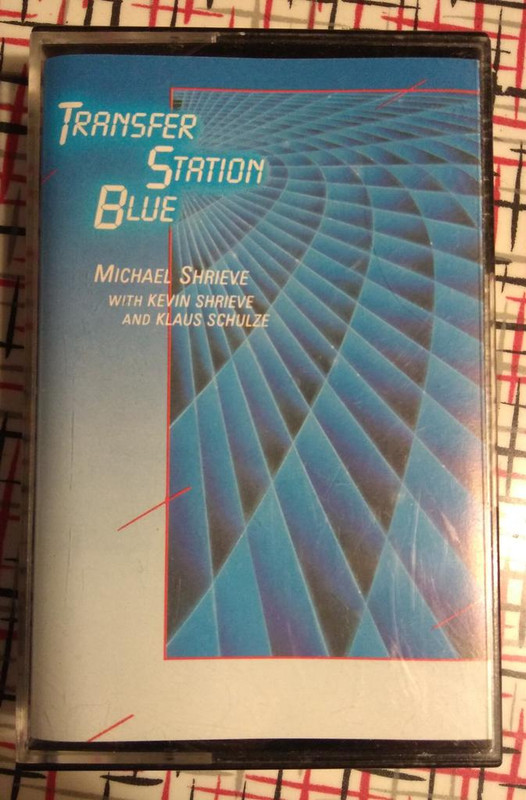 TRANSFER
STATION
BLUE
MICHAEL SHRIEVE
WITH KEVIN SHRIEVE
AND KLAUS SCHULZE